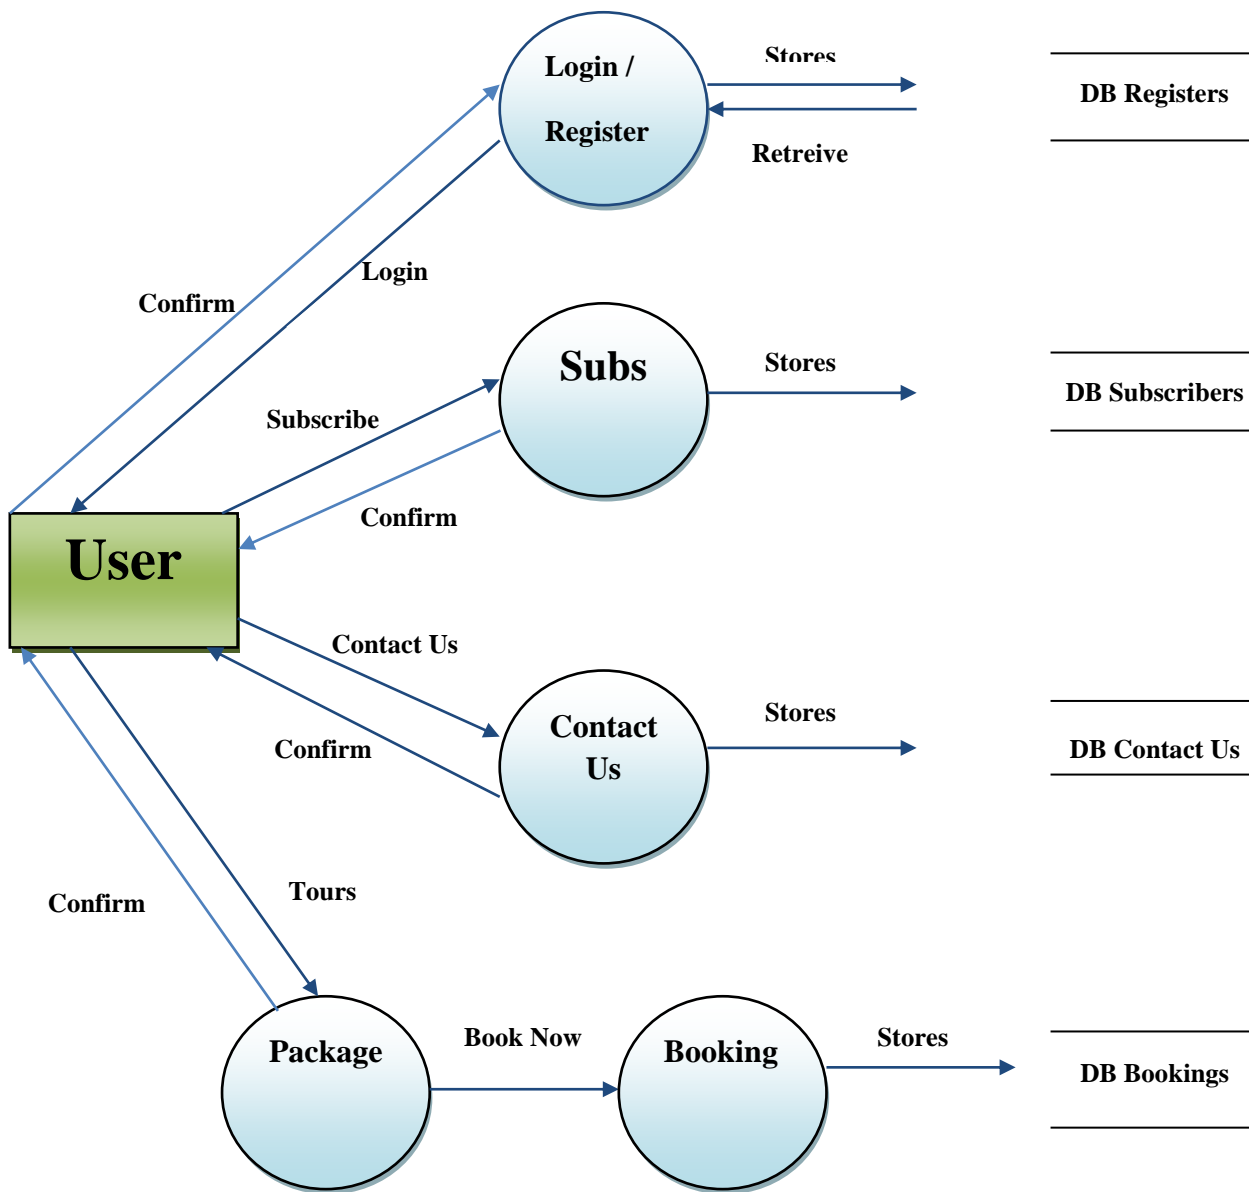 Login /
Register
Stores
Retreive
DB Registers
Confirm
Login
Subs
Stores
DB Subscribers
Subscribe
Confirm
User
Contact Us
Confirm
Contact
Us
Stores
DB Contact Us
Confirm
Tours
Package
Book Now
Booking
Stores
DB Bookings